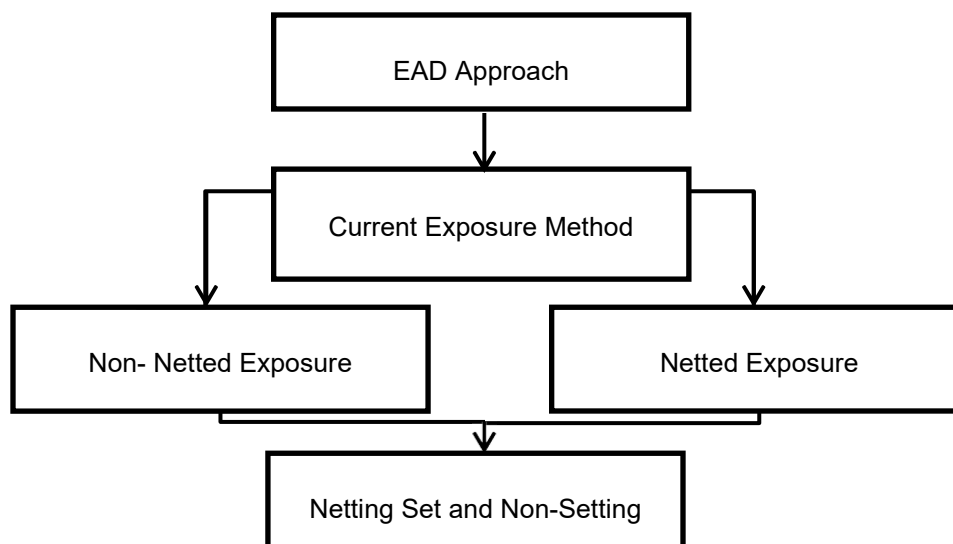 EAD Approach
Current Exposure Method
Non- Netted Exposure
Netted Exposure
Netting Set and Non-Setting